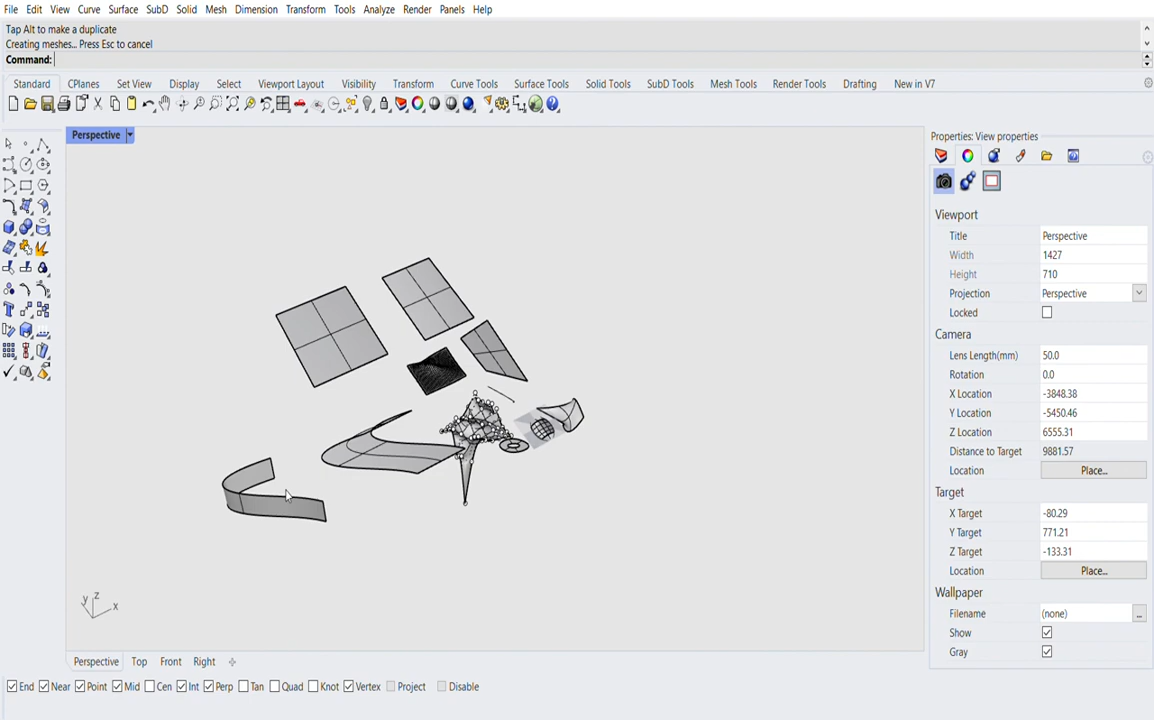 File Edit View Curve Surface SubD Solid Mesh Dimension Transform Tools Analyze Render Panels Help
Tap Alt to make a duplicate
Creating meshes... Press Esc to cancel
Command:
Standard CPlanes Set View Display Select Viewport Layout Visibility Transform Curve Tools Surface Tools Solid Tools SubD Tools Mesh Tools Render Tools Drafting New in V7
Perspective
Properties: View properties
Viewport
Title Perspective
Width 1427
Height 710
Projection Perspective
Locked
Camera
Lens Length(mm) 50.0
Rotation 0.0
X Location -3848.38
Y Location -5450.46
Z Location 6555.31
Distance to Target 9881.57
Location Place...
Target
X Target -80.29
Y Target 771.21
Z Target -133.31
Location Place...
Wallpaper
Filename (none) ...
Show
Gray
y z x
Perspective Top Front Right
End Near Point Mid Cen Int Perp Tan Quad Knot Vertex Project Disable